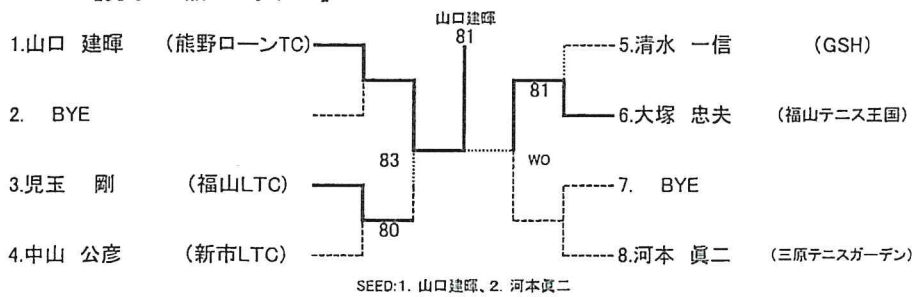 山口建暉
81
1.山口 建暉 (熊野ローンTC)
5.清水 一信 (GSH)
81
2. BYE
6.大塚 忠夫 (福山テニス王国)
83
WO
3.児玉 剛 (福山LTC)
7. BYE
80
4.中山 公彦 (新市LTC)
8.河本 眞二 (三原テニスガーデン)
SEED:1. 山口建暉、2. 河本眞二